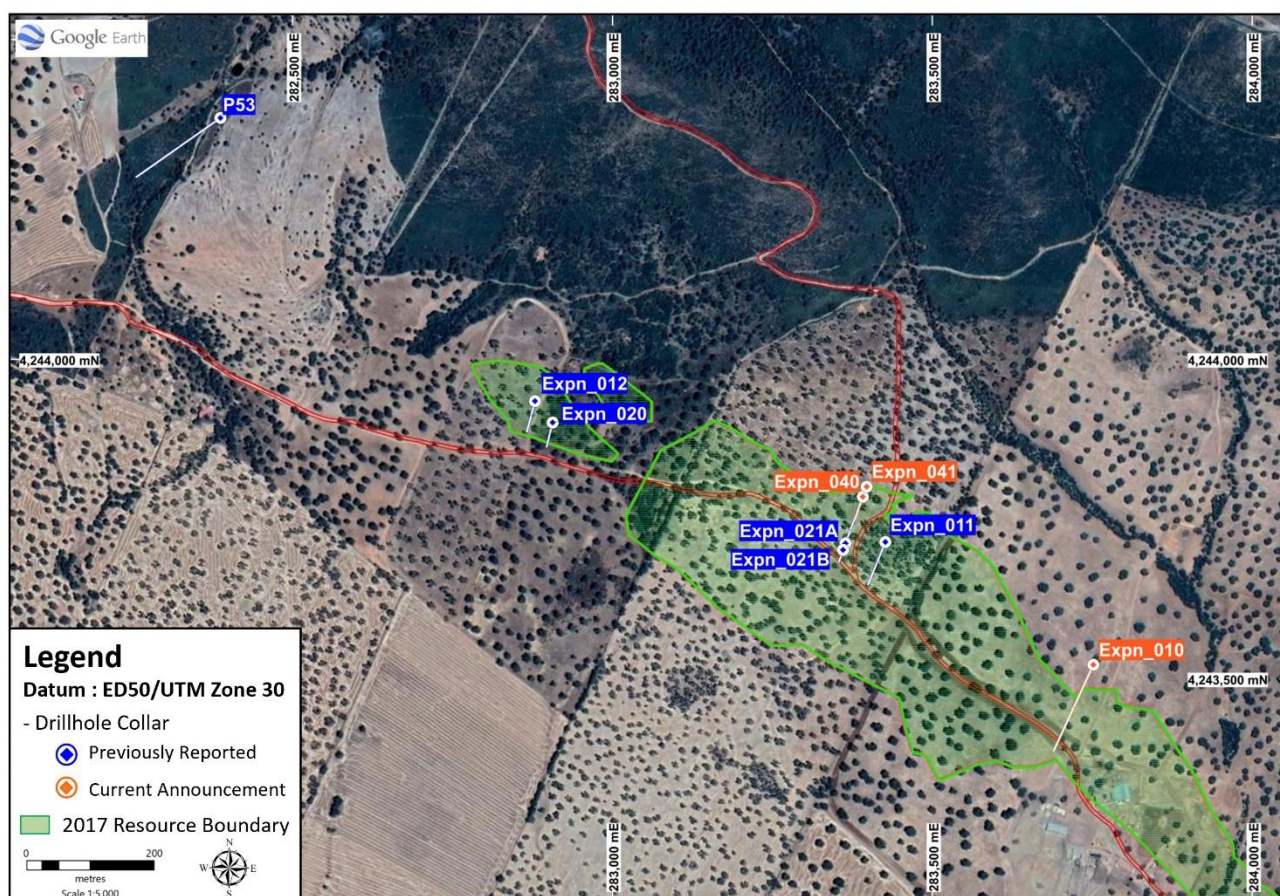 Google Earth
282,500 mE
283,000 mE
283,500 mE
284,000 mE
P53
4,244,000 mN
4,244,000 mN
Expn_012
Expn_020
Expn_041
Expn_040
Expn_021A
Expn_011
Expn_021B
Expn_010
4,243,500 mN
Legend
Datum : ED50/UTM Zone 30
- Drillhole Collar
Previously Reported
Current Announcement
2017 Resource Boundary
0 200
metres
Scale 1:5,000
N
W E
S
283,000 mE
283,500 mE
284,000 mE